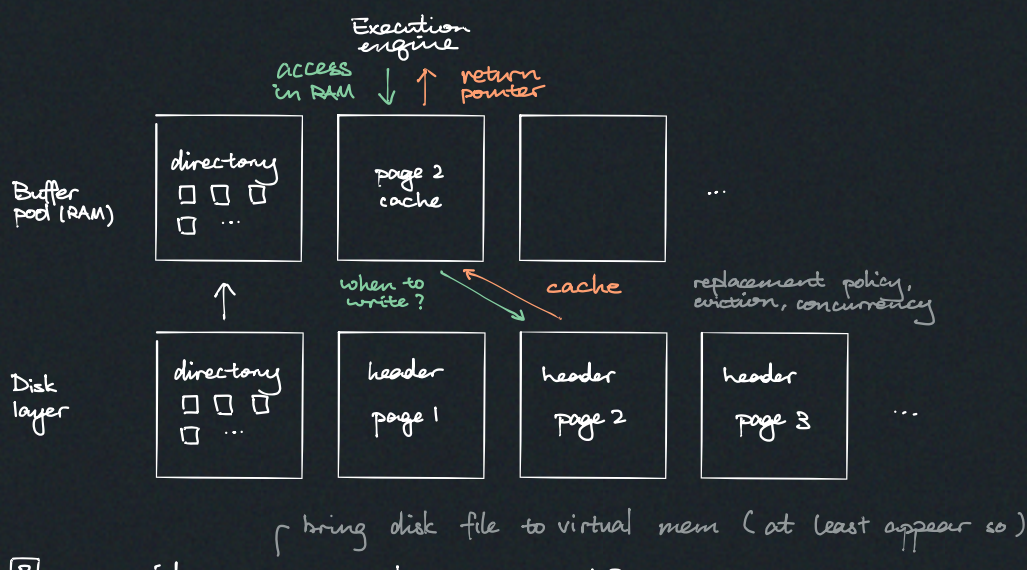 Execution
engine
access
in RAM
return
pointer
Buffer
pool (RAM)
directory
...
page 2
cache
...
when to
write?
cache
replacement policy,
eviction, concurrency
Disk
layer
directory
...
header
page 1
header
page 2
header
page 3
...
bring disk file to virtual mem (at least appear so)